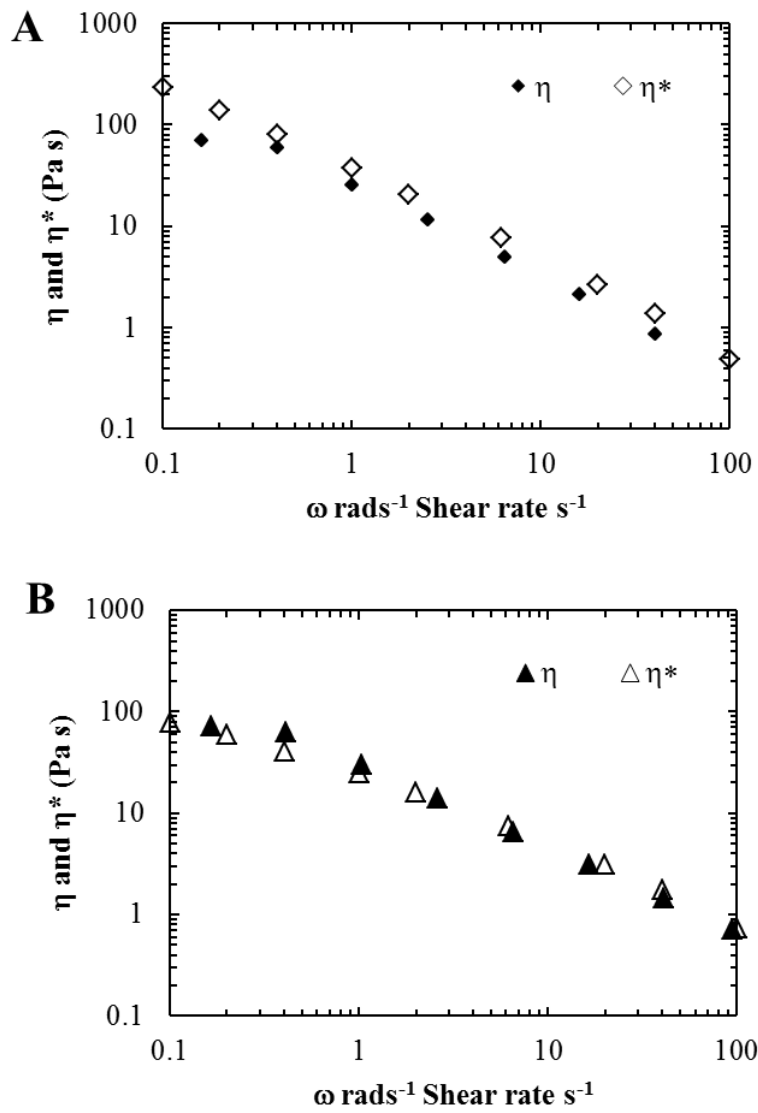 A
1000
100
10
1
0.1
η and η* (Pa s)
η
η*
0.1
1
10
100
ω rads⁻¹ Shear rate s⁻¹
B
1000
100
10
1
0.1
η and η* (Pa s)
η
η*
0.1
1
10
100
ω rads⁻¹ Shear rate s⁻¹